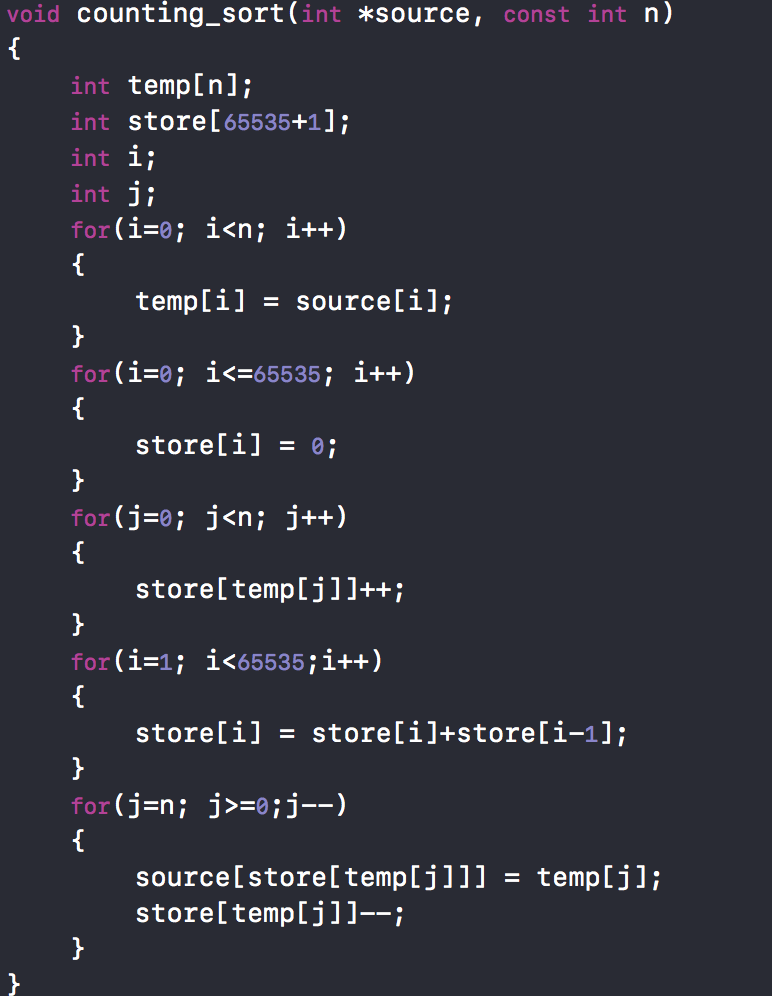 void counting_sort(int *source, const int n)
{
    int temp[n];
    int store[65535+1];
    int i;
    int j;
    for(i=0; i<n; i++)
    {
        temp[i] = source[i];
    }
    for(i=0; i<=65535; i++)
    {
        store[i] = 0;
    }
    for(j=0; j<n; j++)
    {
        store[temp[j]]++;
    }
    for(i=1; i<65535;i++)
    {
        store[i] = store[i]+store[i-1];
    }
    for(j=n; j>=0;j--)
    {
        source[store[temp[j]]] = temp[j];
        store[temp[j]]--;
    }
}